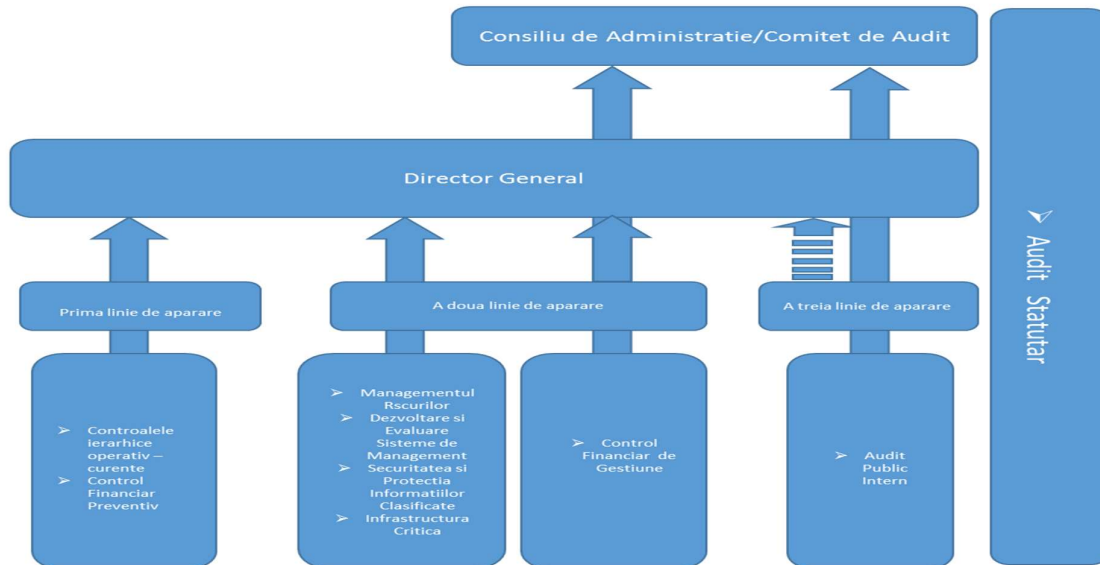 Consiliu de Administratie/Comitet de Audit
Director General
Prima linie de aparare
A doua linie de aparare
A treia linie de aparare
➢ Controalele
ierarhice
operativ –
curente
➢ Control
Financiar
Preventiv
➢ Managementul
Rscurilor
➢ Dezvoltare si
Evaluare
Sisteme de
Management
➢ Securitatea si
Protectia
Informatiilor
Clasificate
➢ Infrastructura
Critica
➢ Control
Financiar de
Gestiune
➢ Audit
Public
Intern
➢ Audit Statutar